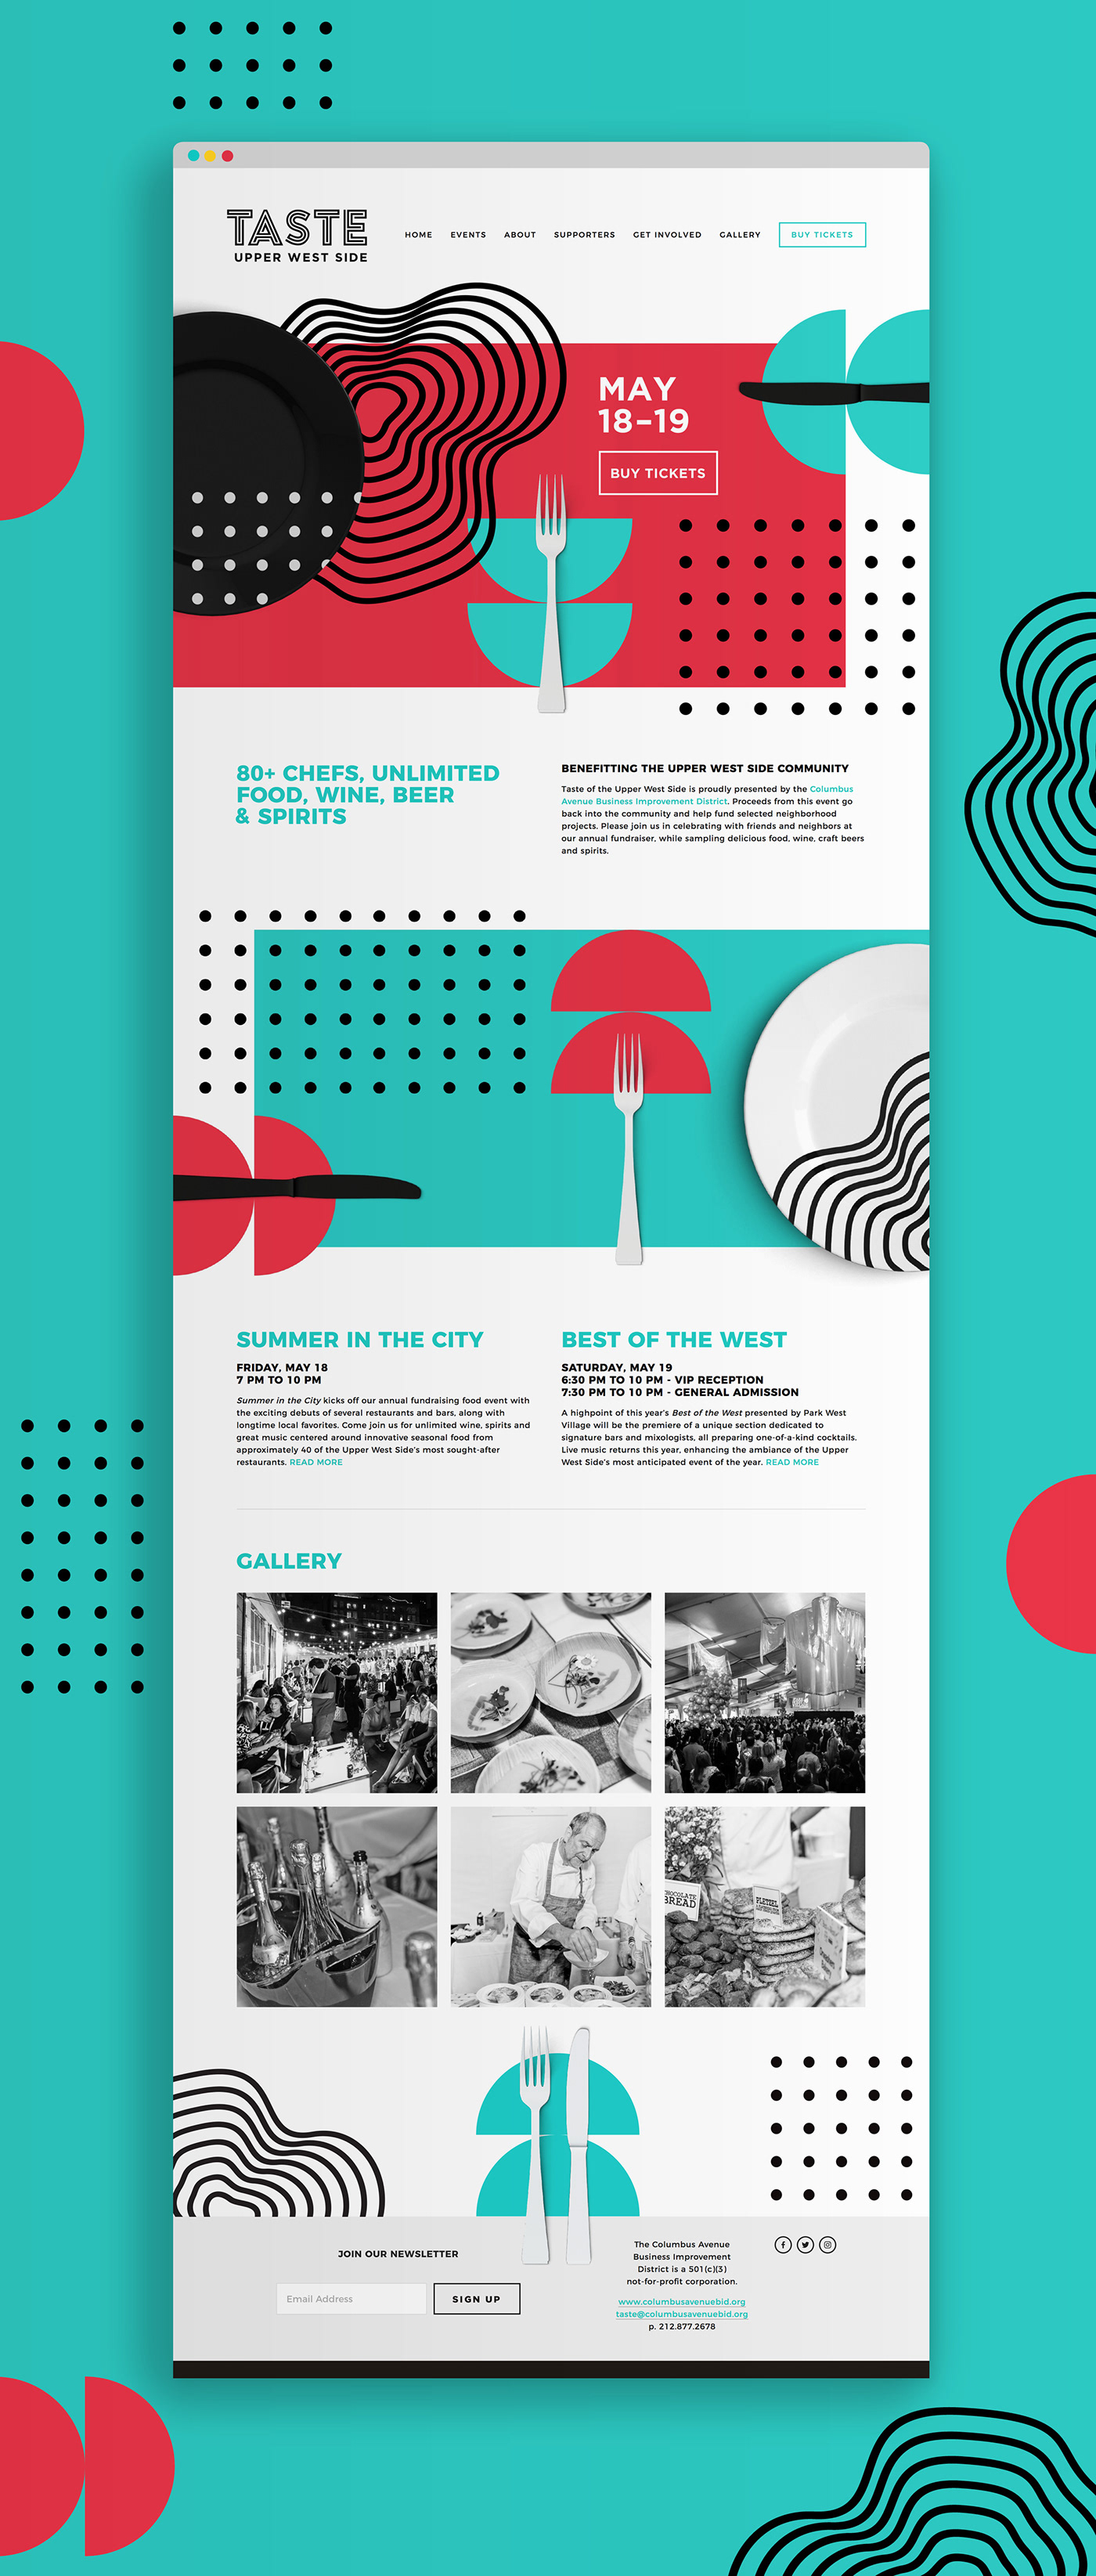 TASTE
UPPER WEST SIDE
HOME EVENTS ABOUT SUPPORTERS GET INVOLVED GALLERY BUY TICKETS
MAY
18-19
BUY TICKETS
80+ CHEFS, UNLIMITED
FOOD, WINE, BEER
& SPIRITS
BENEFITTING THE UPPER WEST SIDE COMMUNITY
Taste of the Upper West Side is proudly presented by the Columbus
Avenue Business Improvement District. Proceeds from this event go
back into the community and help fund selected neighborhood
projects. Please join us in celebrating with friends and neighbors at
our annual fundraiser, while sampling delicious food, wine, craft beers
and spirits.
SUMMER IN THE CITY
FRIDAY, MAY 18
7 PM TO 10 PM
Summer in the City kicks off our annual fundraising food event with
the exciting debuts of several restaurants and bars, along with
longtime local favorites. Come join us for unlimited wine, spirits and
great music centered around innovative seasonal food from
approximately 40 of the Upper West Side's most sought-after
restaurants. READ MORE
BEST OF THE WEST
SATURDAY, MAY 19
6:30 PM TO 10 PM - VIP RECEPTION
7:30 PM TO 10 PM - GENERAL ADMISSION
A highpoint of this year's Best of the West presented by Park West
Village will be the premiere of a unique section dedicated to
signature bars and mixologists, all preparing one-of-a-kind cocktails.
Live music returns this year, enhancing the ambiance of the Upper
West Side's most anticipated event of the year. READ MORE
GALLERY
CHOCOLATE
BREAD
PLETZEL
JOIN OUR NEWSLETTER
Email Address
SIGN UP
The Columbus Avenue
Business Improvement
District is a 501(c)(3)
not-for-profit corporation.
www.columbusavenuebid.org
taste@columbusavenuebid.org
p. 212.877.2678